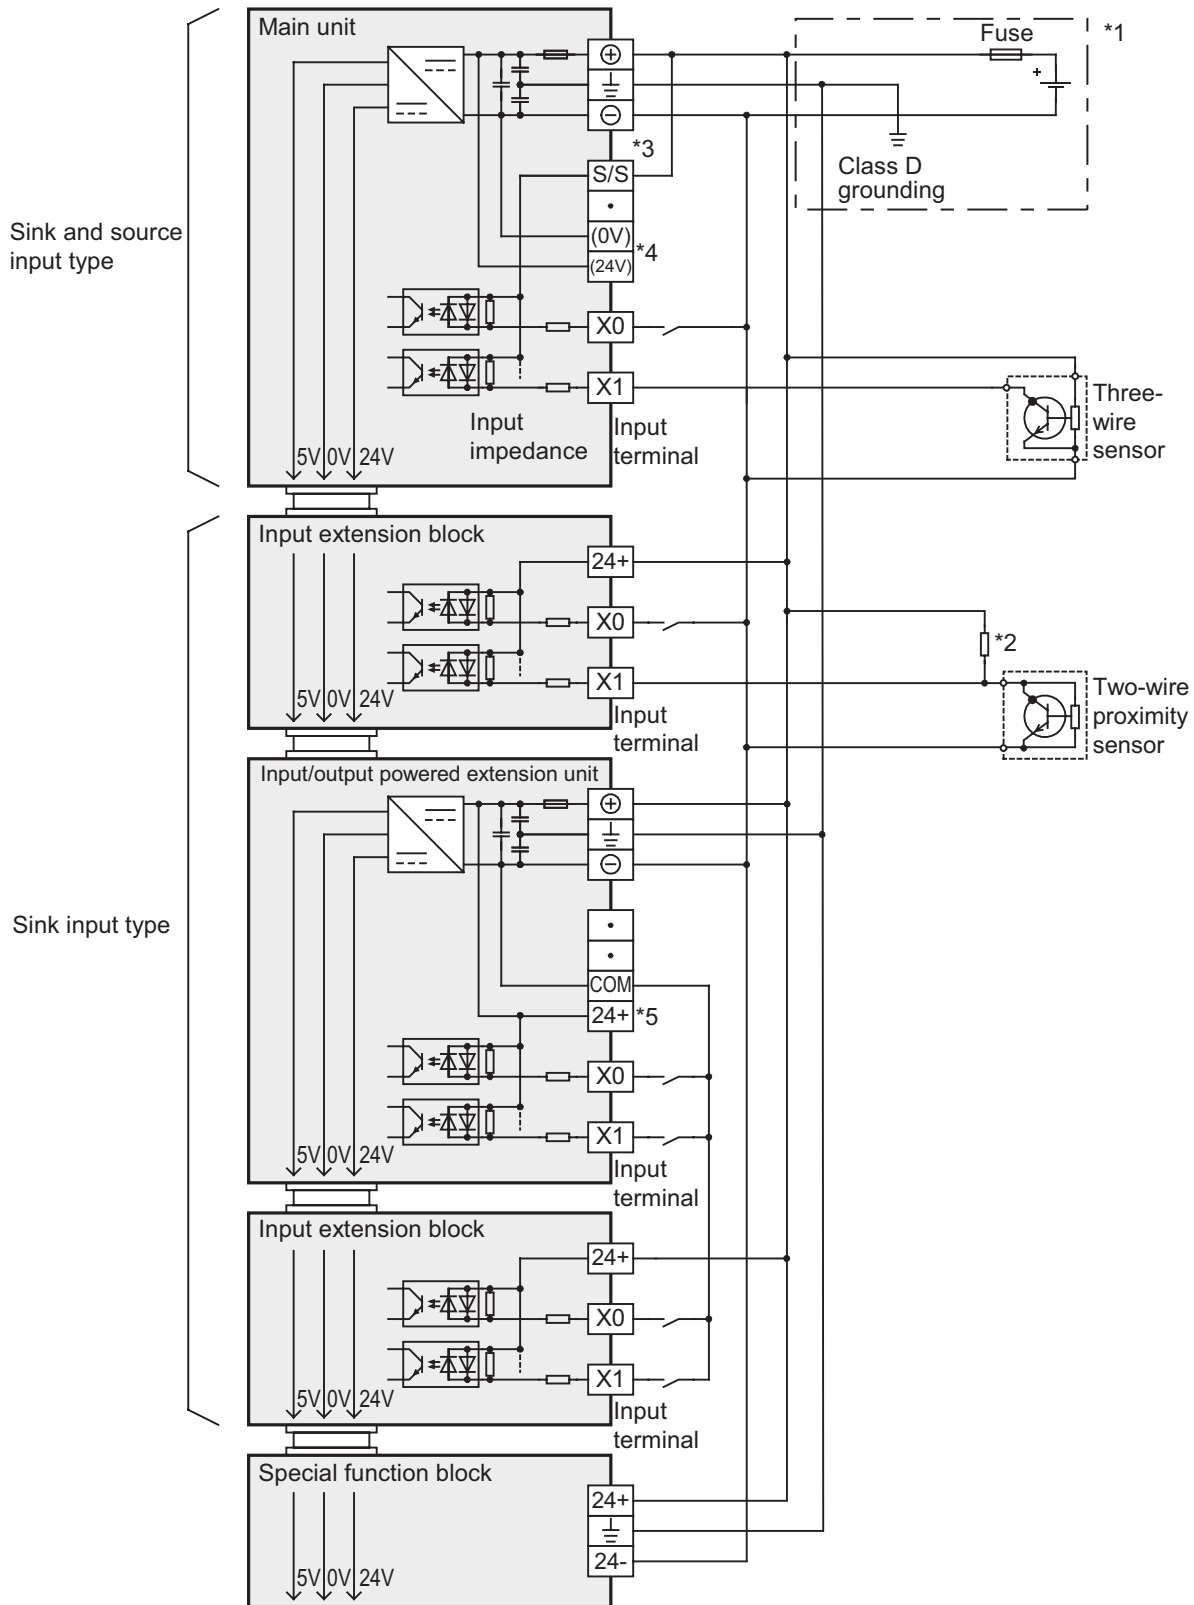 Main unit
Fuse
*1
+
*3
S/S
Class D
grounding
(0V)
*4
(24V)
Sink and source
input type
X0
X1
Three-
wire
sensor
Input
impedance
Input
terminal
5V 0V 24V
Input extension block
24+
X0
*2
X1
Two-wire
proximity
sensor
5V 0V 24V
Input
terminal
Input/output powered extension unit
Sink input type
COM
24+ *5
X0
X1
5V 0V 24V
Input
terminal
Input extension block
24+
X0
X1
5V 0V 24V
Input
terminal
Special function block
24+
24-
5V 0V 24V